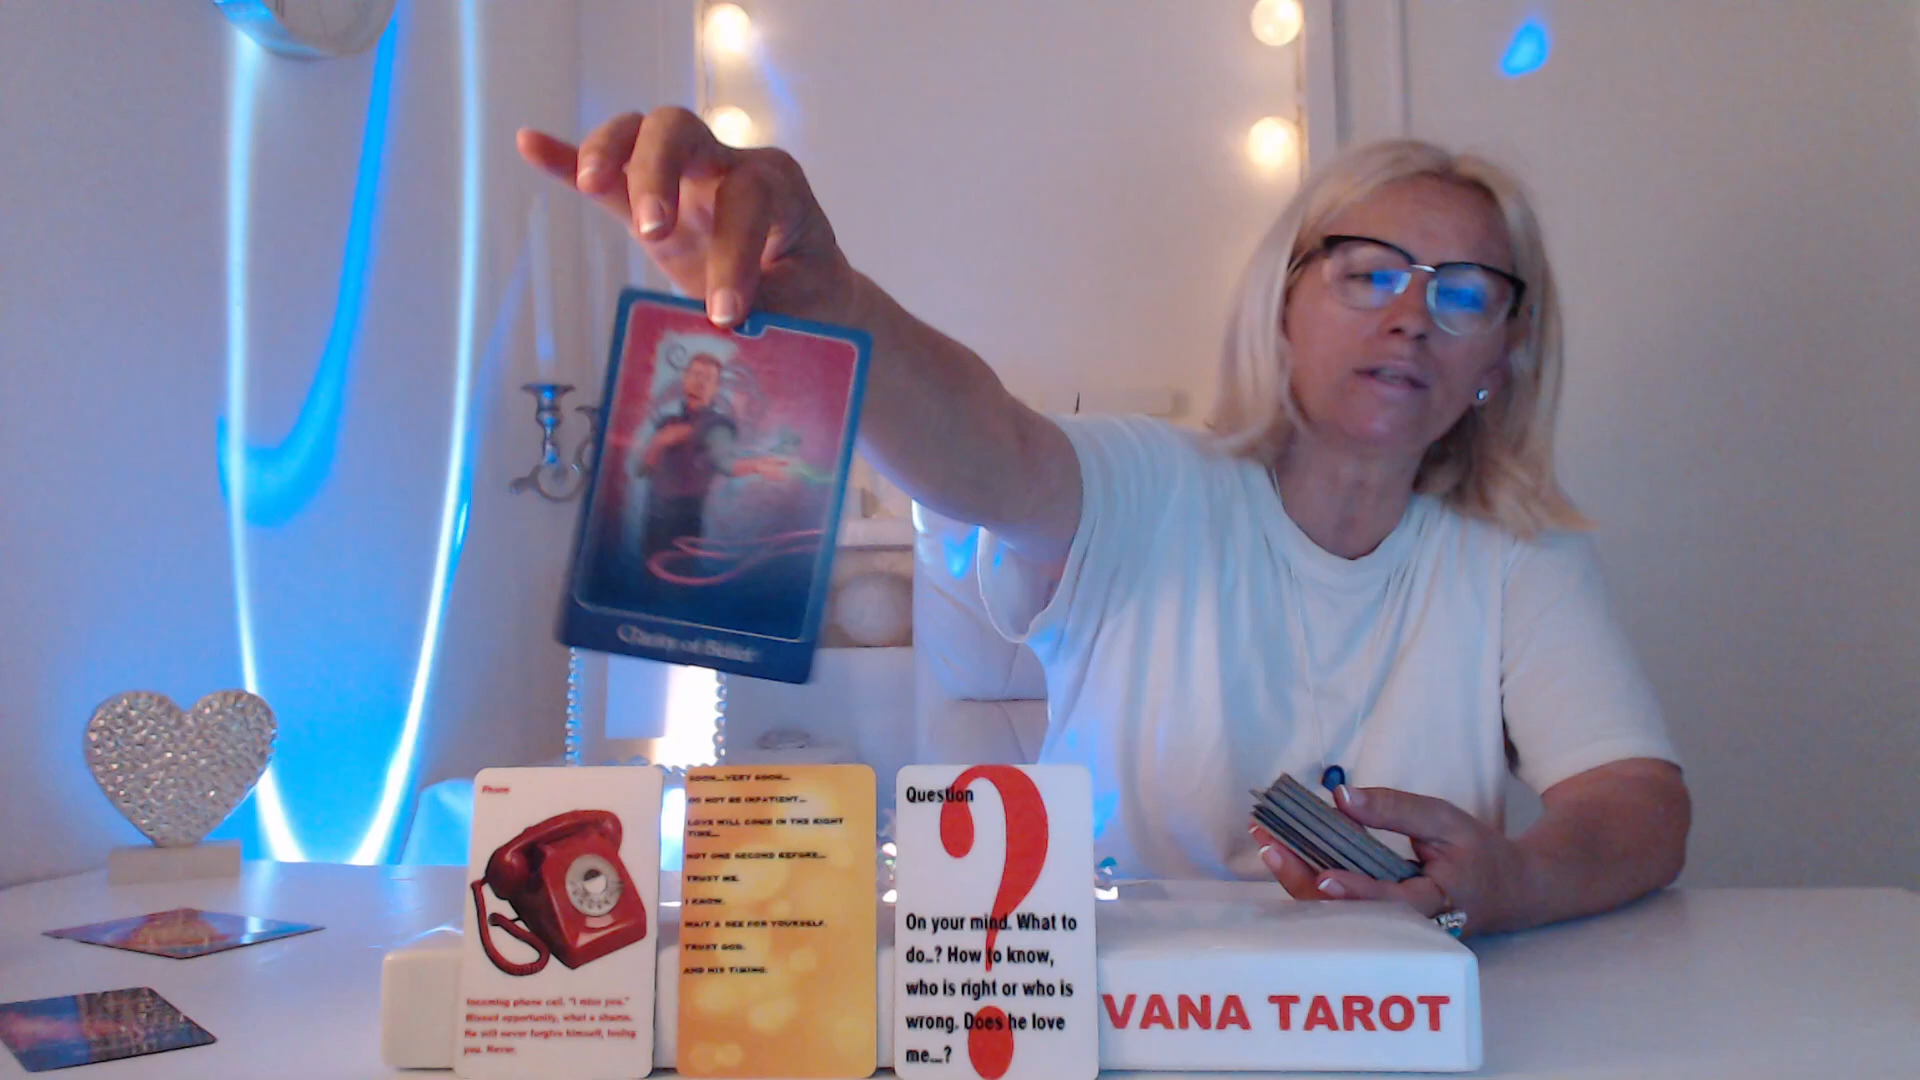 Clarity of Belief
Phone
Incoming phone call. "I miss you."
Missed opportunity, what a shame.
He will never forgive himself, losing
you. Never.
SOON...VERY SOON...
DO NOT BE IMPATIENT...
LOVE WILL COME IN THE RIGHT
TIME...
NOT ONE SECOND BEFORE...
TRUST ME.
I KNOW.
WAIT & SEE FOR YOURSELF.
TRUST GOD.
AND HIS TIMING.
Question
On your mind. What to
do..? How to know,
who is right or who is
wrong. Does he love
me...?
VANA TAROT